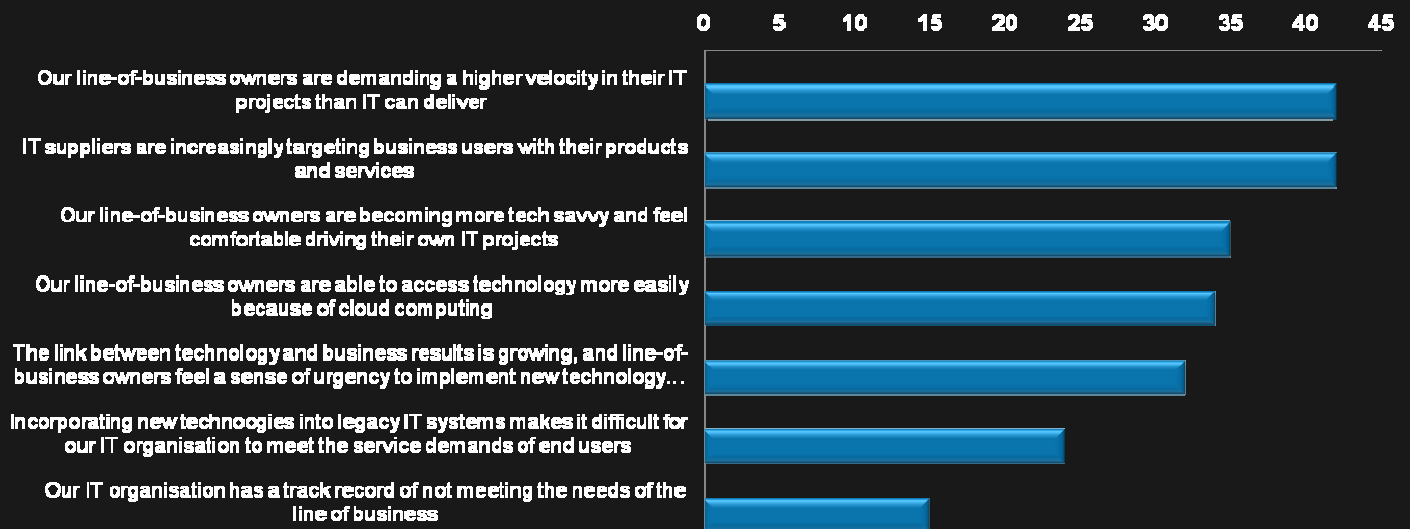 0 5 10 15 20 25 30 35 40 45
Our line-of-business owners are demanding a higher velocity in their IT
projects than IT can deliver
IT suppliers are increasingly targeting business users with their products
and services
Our line-of-business owners are becoming more tech savvy and feel
comfortable driving their own IT projects
Our line-of-business owners are able to access technology more easily
because of cloud computing
The link between technology and business results is growing, and line-of-
business owners feel a sense of urgency to implement new technology...
Incorporating new technoogies into legacy IT systems makes it difficult for
our IT organisation to meet the service demands of end users
Our IT organisation has a track record of not meeting the needs of the
line of business